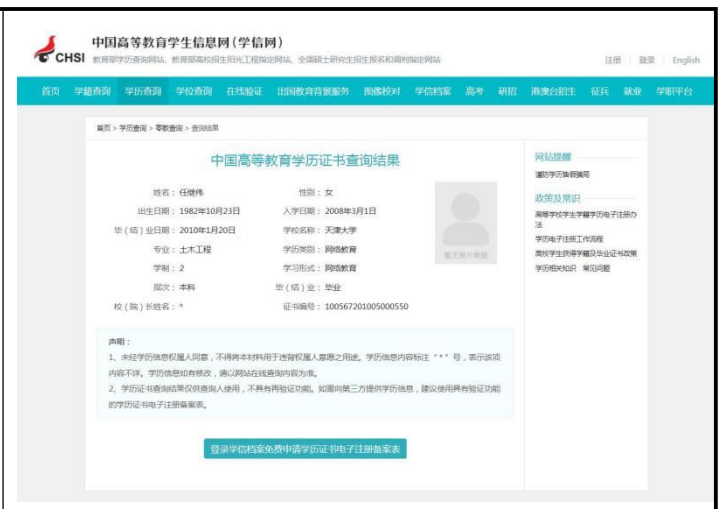 中国高等教育学生信息网(学信网)
CHSI 教育部学历查询网站、教育部高校招生阳光工程指定网站、全国硕士研究生招生报名和调剂指定网站
注册 登录 English
首页 学籍查询 学历查询 学位查询 在线验证 出国教育背景服务 图像校对 学信档案 高考 研招 港澳台招生 征兵 就业 学职平台
首页 > 学历查询 > 零散查询 > 查询结果
中国高等教育学历证书查询结果
姓名: 任继伟 性别: 女
出生日期: 1982年10月23日 入学日期: 2008年3月1日
毕(结)业日期: 2010年1月20日 学校名称: 天津大学
专业: 土木工程 学历类别: 网络教育
学制: 2 学习形式: 网络教育
层次: 本科 毕(结)业: 毕业
校(院)长姓名: * 证书编号: 100567201005000550
暂无照片数据
声明:
1、未经学历信息权属人同意,不得将本材料用于违背权属人意愿之用途。学历信息内容标注“*”号,表示该项
内容不详。学历信息如有修改,请以网站在线查询内容为准。
2、学历证书查询结果仅供查询人使用,不具有再验证功能。如需向第三方提供学历信息,建议使用具有验证功能
的学历证书电子注册备案表。
登录学信档案免费申请学历证书电子注册备案表
网站提醒
谨防学历售假骗局
政策及常识
高等学校学生学籍学历电子注册办
法
学历电子注册工作流程
高校学生获得学籍及毕业证书政策
学历相关知识 常见问题